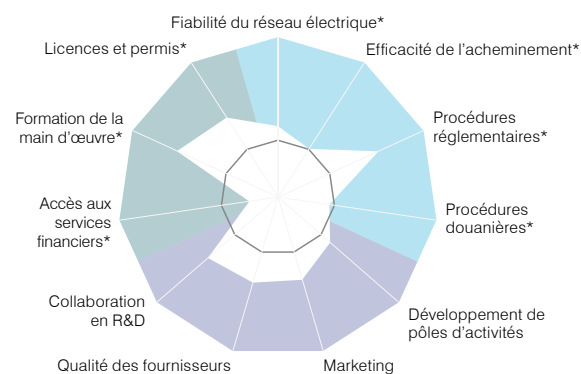 Fiabilité du réseau électrique*
Efficacité de l'acheminement*
Procédures
réglementaires*
Procédures
douanières*
Développement de
pôles d'activités
Marketing
Qualité des fournisseurs
Collaboration
en R&D
Accès aux
services
financiers*
Formation de la
main d'œuvre*
Licences et permis*